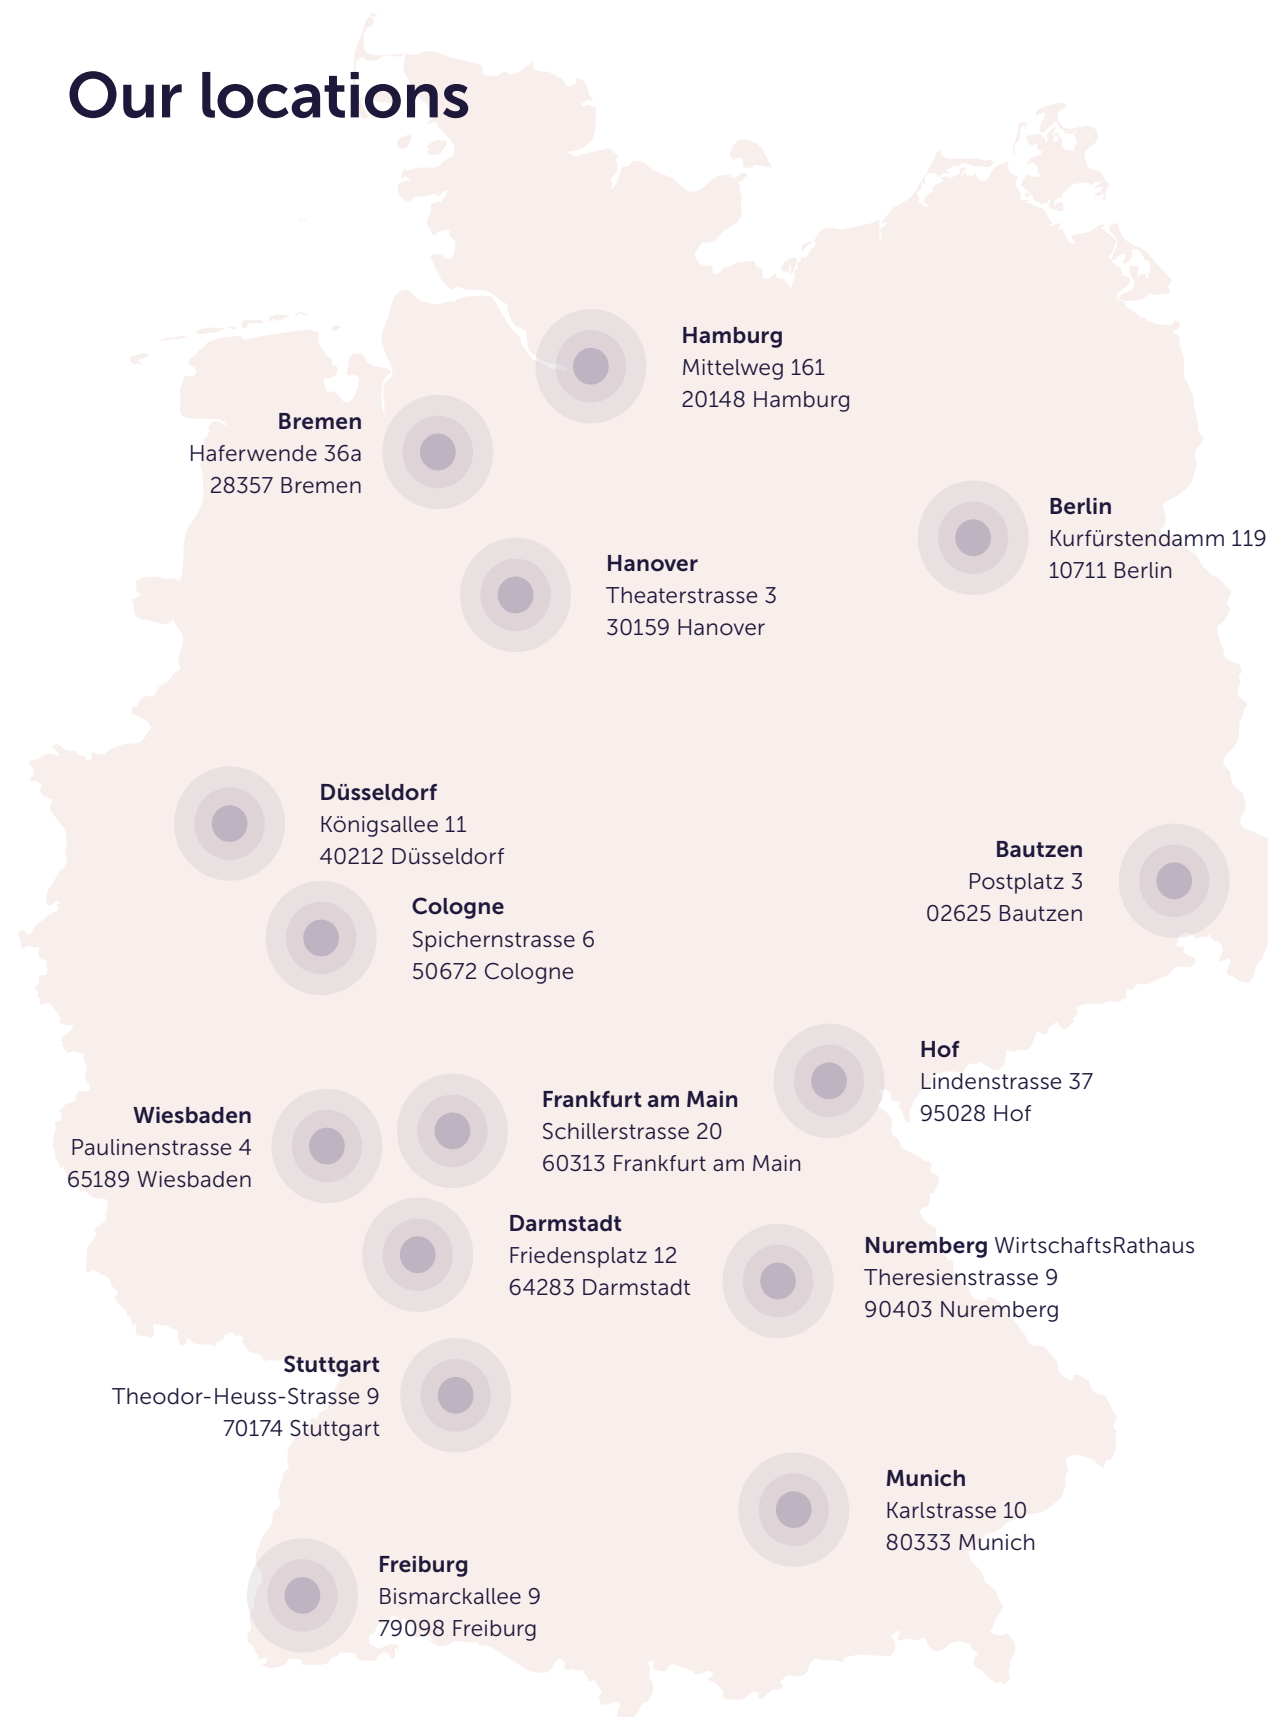 Our locations
Hamburg
Mittelweg 161
20148 Hamburg
Bremen
Haferwende 36a
28357 Bremen
Berlin
Kurfürstendamm 119
10711 Berlin
Hanover
Theaterstrasse 3
30159 Hanover
Düsseldorf
Königsallee 11
40212 Düsseldorf
Bautzen
Postplatz 3
02625 Bautzen
Cologne
Spichernstrasse 6
50672 Cologne
Hof
Lindenstrasse 37
95028 Hof
Frankfurt am Main
Schillerstrasse 20
60313 Frankfurt am Main
Wiesbaden
Paulinenstrasse 4
65189 Wiesbaden
Darmstadt
Friedensplatz 12
64283 Darmstadt
Nuremberg WirtschaftsRathaus
Theresienstrasse 9
90403 Nuremberg
Stuttgart
Theodor-Heuss-Strasse 9
70174 Stuttgart
Munich
Karlstrasse 10
80333 Munich
Freiburg
Bismarckallee 9
79098 Freiburg